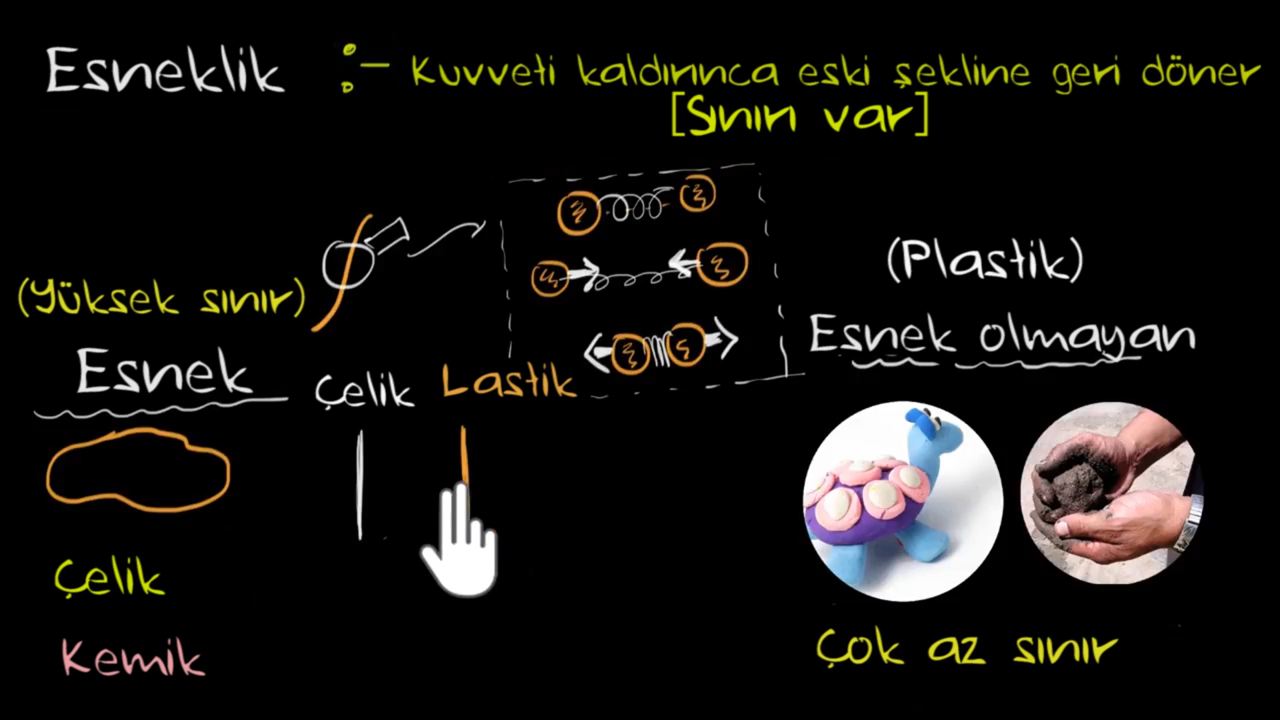 Esneklik :- Kuvveti kaldırınca eski şekline geri döner
[Sınırı var]
(Yüksek sınır)
Esnek
Çelik
Lastik
(Plastik)
Esnek olmayan
Çelik
Kemik
Çok az sınır